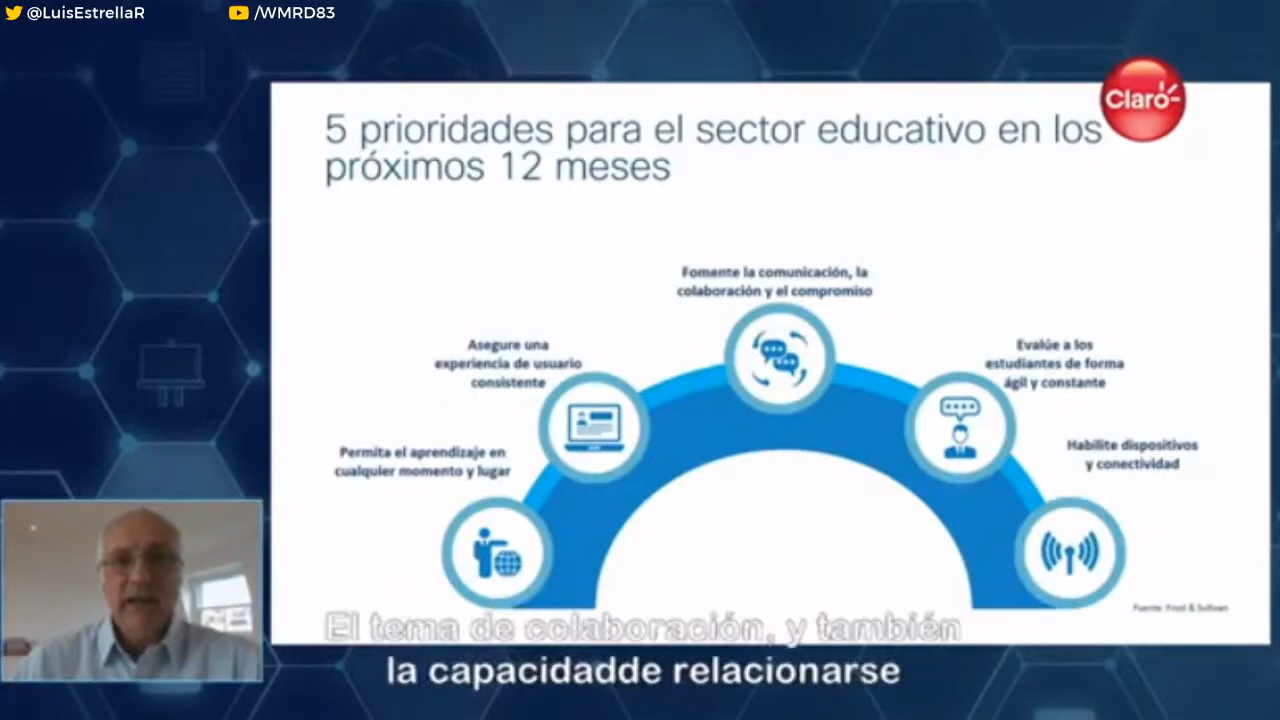 @LuisEstrellaR
/WMRD83
Claro-
5 prioridades para el sector educativo en los
próximos 12 meses
Fomente la comunicación, la
colaboración y el compromiso
Asegure una
experiencia de usuario
consistente
Evalúe a los
estudiantes de forma
ágil y constante
Permita el aprendizaje en
cualquier momento y lugar
Habilite dispositivos
y conectividad
Fuente: Frost & Sullivan
El tema de colaboración, y también
la capacidadde relacionarse